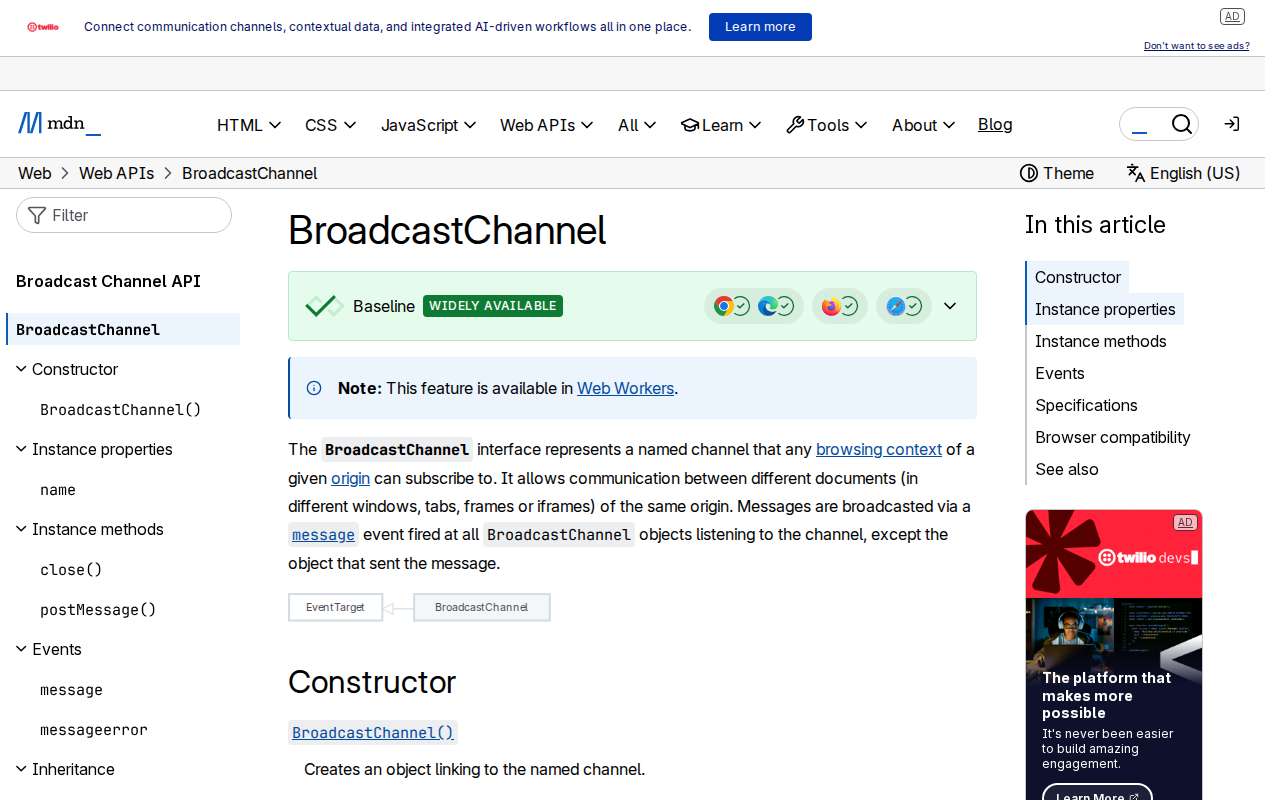 twilio
Connect communication channels, contextual data, and integrated AI-driven workflows all in one place.
Learn more
AD
Don't want to see ads?
mdn_
HTML
CSS
JavaScript
Web APIs
All
Learn
Tools
About
Blog
_
Web
Web APIs
BroadcastChannel
Theme
English (US)
Filter
Broadcast Channel API
BroadcastChannel
Constructor
BroadcastChannel()
Instance properties
name
Instance methods
close()
postMessage()
Events
message
messageerror
Inheritance
BroadcastChannel
Baseline WIDELY AVAILABLE
Note: This feature is available in Web Workers.
The BroadcastChannel interface represents a named channel that any browsing context of a
given origin can subscribe to. It allows communication between different documents (in
different windows, tabs, frames or iframes) of the same origin. Messages are broadcasted via a
message event fired at all BroadcastChannel objects listening to the channel, except the
object that sent the message.
EventTarget
BroadcastChannel
Constructor
BroadcastChannel()
Creates an object linking to the named channel.
In this article
Constructor
Instance properties
Instance methods
Events
Specifications
Browser compatibility
See also
AD
twilio devs
The platform that
makes more
possible
It's never been easier
to build amazing
engagement.
Learn More